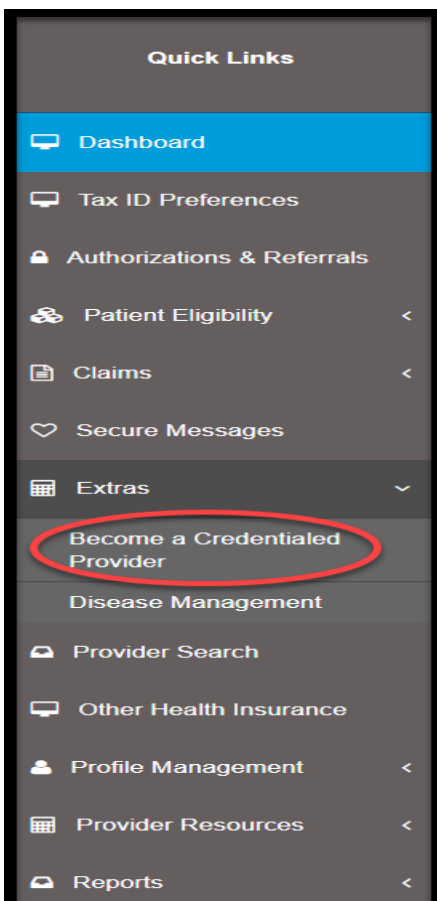 Quick Links
Dashboard
Tax ID Preferences
Authorizations & Referrals
Patient Eligibility
Claims
Secure Messages
Extras
Become a Credentialed
Provider
Disease Management
Provider Search
Other Health Insurance
Profile Management
Provider Resources
Reports